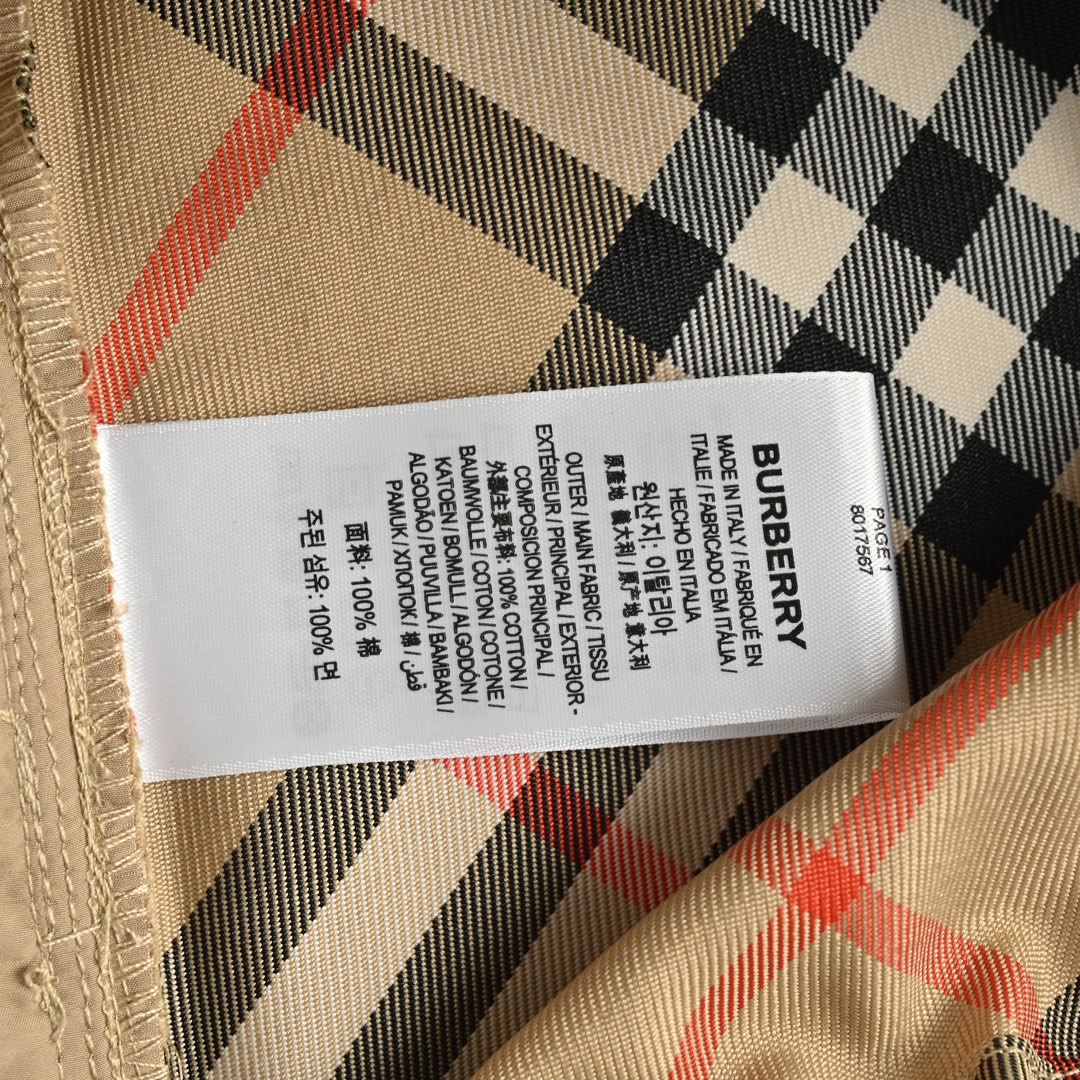 PAGE 1
8017567
BURBERRY
MADE IN ITALY / FABRIQUÉ EN
ITALIE / FABRICADO EM ITÁLIA /
HECHO EN ITALIA
원산지: 이탈리아
原產地 義大利 / 原产地 意大利
OUTER / MAIN FABRIC / TISSU
EXTÉRIEUR / PRINCIPAL / EXTERIOR -
COMPOSICION PRINCIPAL /
外層/主要布料: 100% COTTON /
BAUMWOLLE / COTON / COTONE /
KATOEN / BOMULL / ALGODÓN /
ALGODÃO / PUUVILLA / BAMBAKI /
PAMUK / ХЛОПОК / 棉 / قطن
面料: 100% 棉
주된 섬유: 100% 면